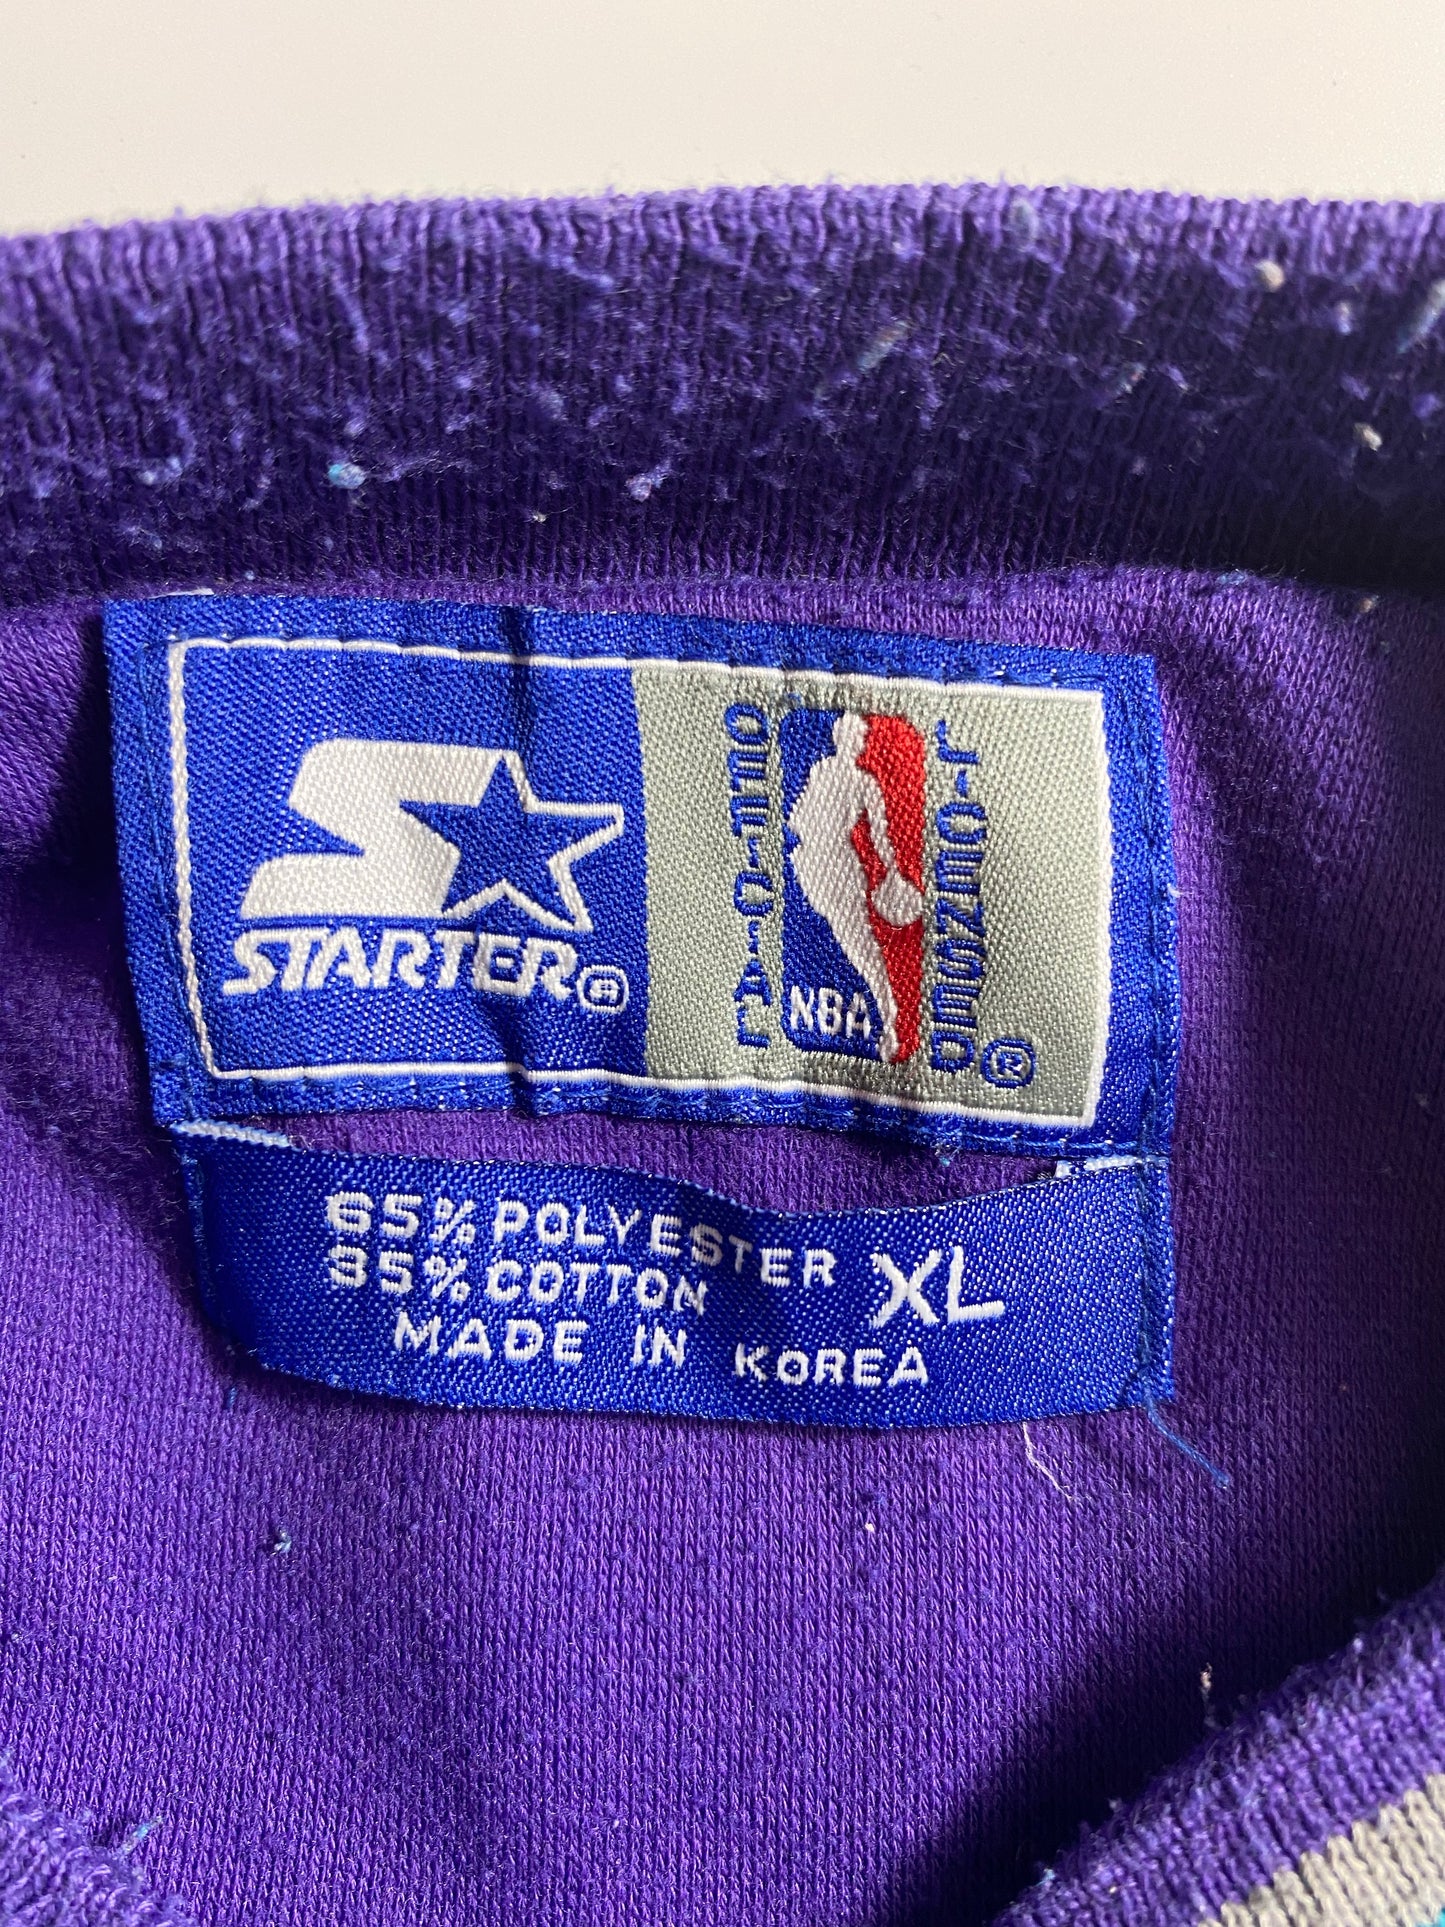 STARTER®
OFFICIAL
NBA
LICENSED®
65% POLYESTER
35% COTTON
XL
MADE IN KOREA